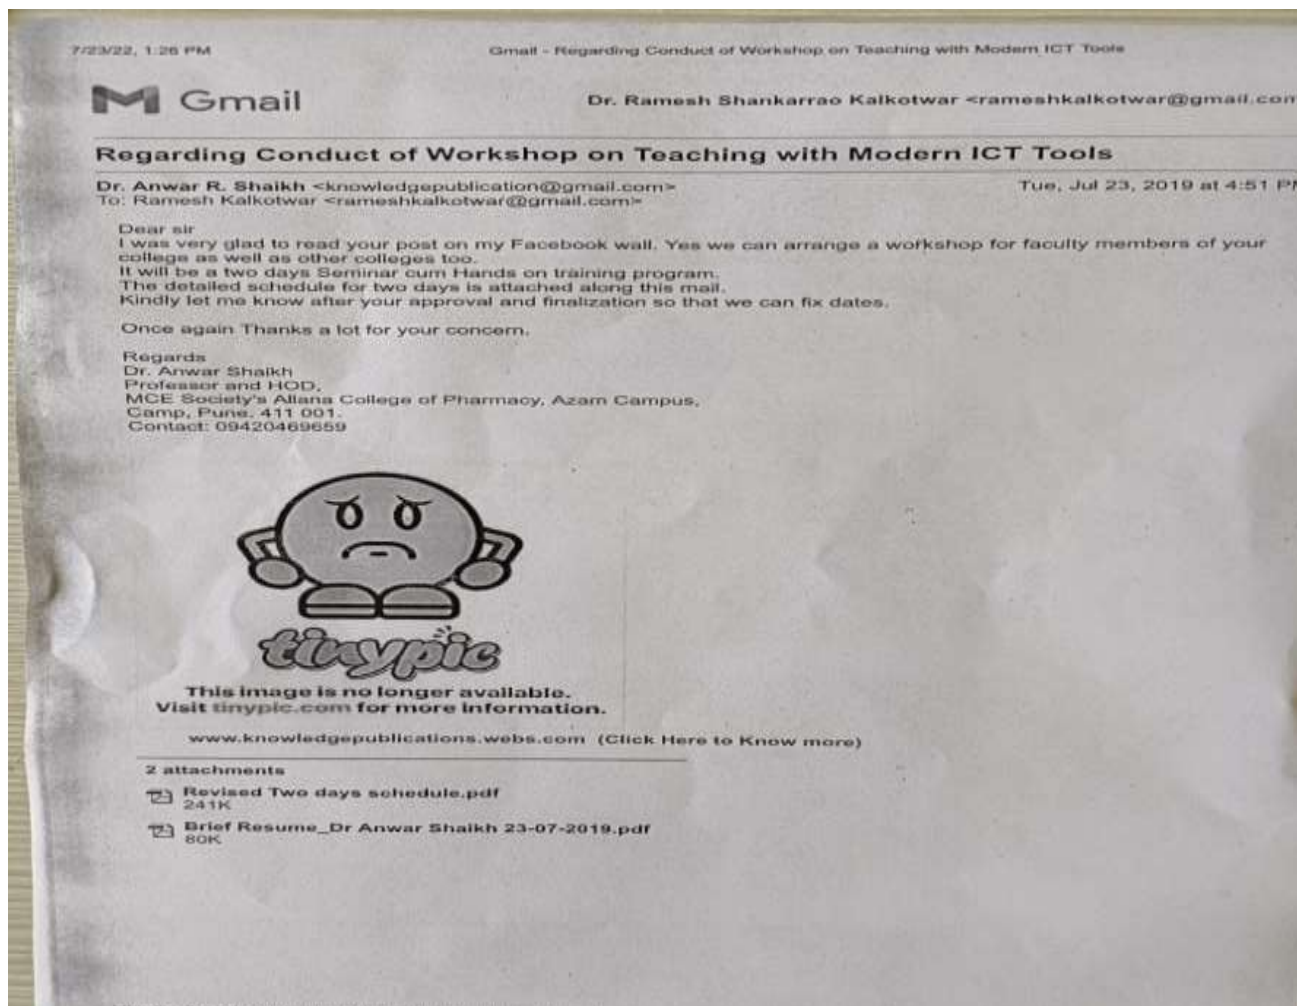 7/23/22, 1:26 PM
Gmail - Regarding Conduct of Workshop on Teaching with Modern ICT Tools
Gmail
Dr. Ramesh Shankarrao Kalkotwar <rameshkalkotwar@gmail.com
Regarding Conduct of Workshop on Teaching with Modern ICT Tools
Dr. Anwar R. Shaikh <knowledgepublication@gmail.com>
Tue, Jul 23, 2019 at 4:51 PM
To: Ramesh Kalkotwar <rameshkalkotwar@gmail.com>
Dear sir
I was very glad to read your post on my Facebook wall. Yes we can arrange a workshop for faculty members of your
college as well as other colleges too.
It will be a two days Seminar cum Hands on training program.
The detailed schedule for two days is attached along this mail.
Kindly let me know after your approval and finalization so that we can fix dates.
Once again Thanks a lot for your concern.
Regards
Dr. Anwar Shaikh
Professor and HOD,
MCE Society's Allana College of Pharmacy, Azam Campus,
Camp, Pune. 411 001.
Contact: 09420469659
tinypic
This image is no longer available.
Visit tinypic.com for more information.
www.knowledgepublications.webs.com (Click Here to Know more)
2 attachments
Revised Two days schedule.pdf
241K
Brief Resume_Dr Anwar Shaikh 23-07-2019.pdf
80K